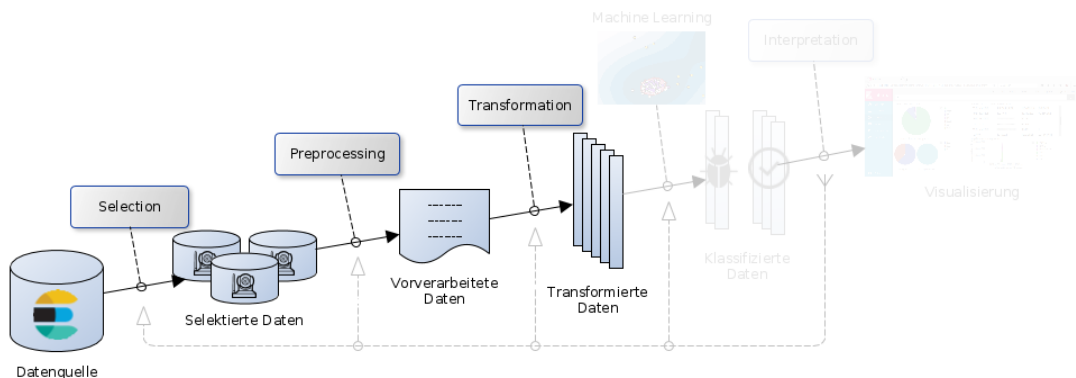 Machine Learning
Interpretation
Transformation
Preprocessing
Selection
Visualisierung
Klassifizierte
Daten
Vorverarbeitete
Daten
Transformierte
Daten
Selektierte Daten
Datenquelle